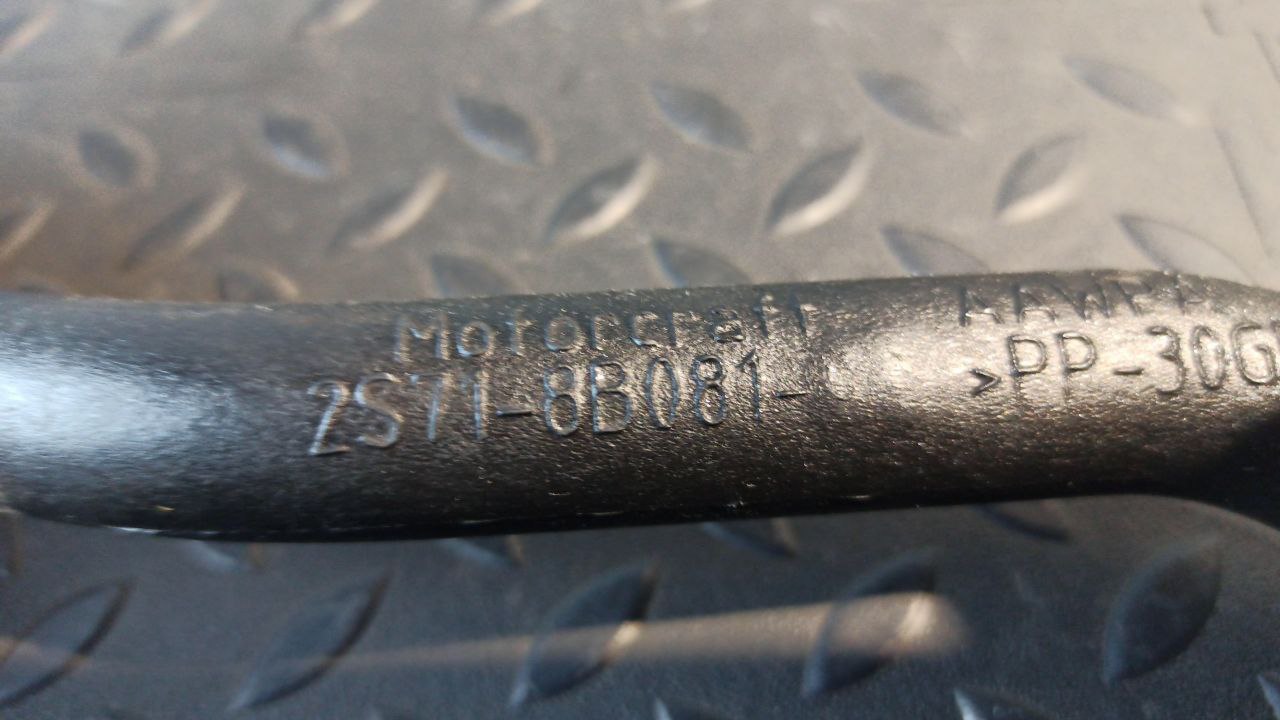 Motorcraft
2S71-8B081-
AAWPA
>PP-30G